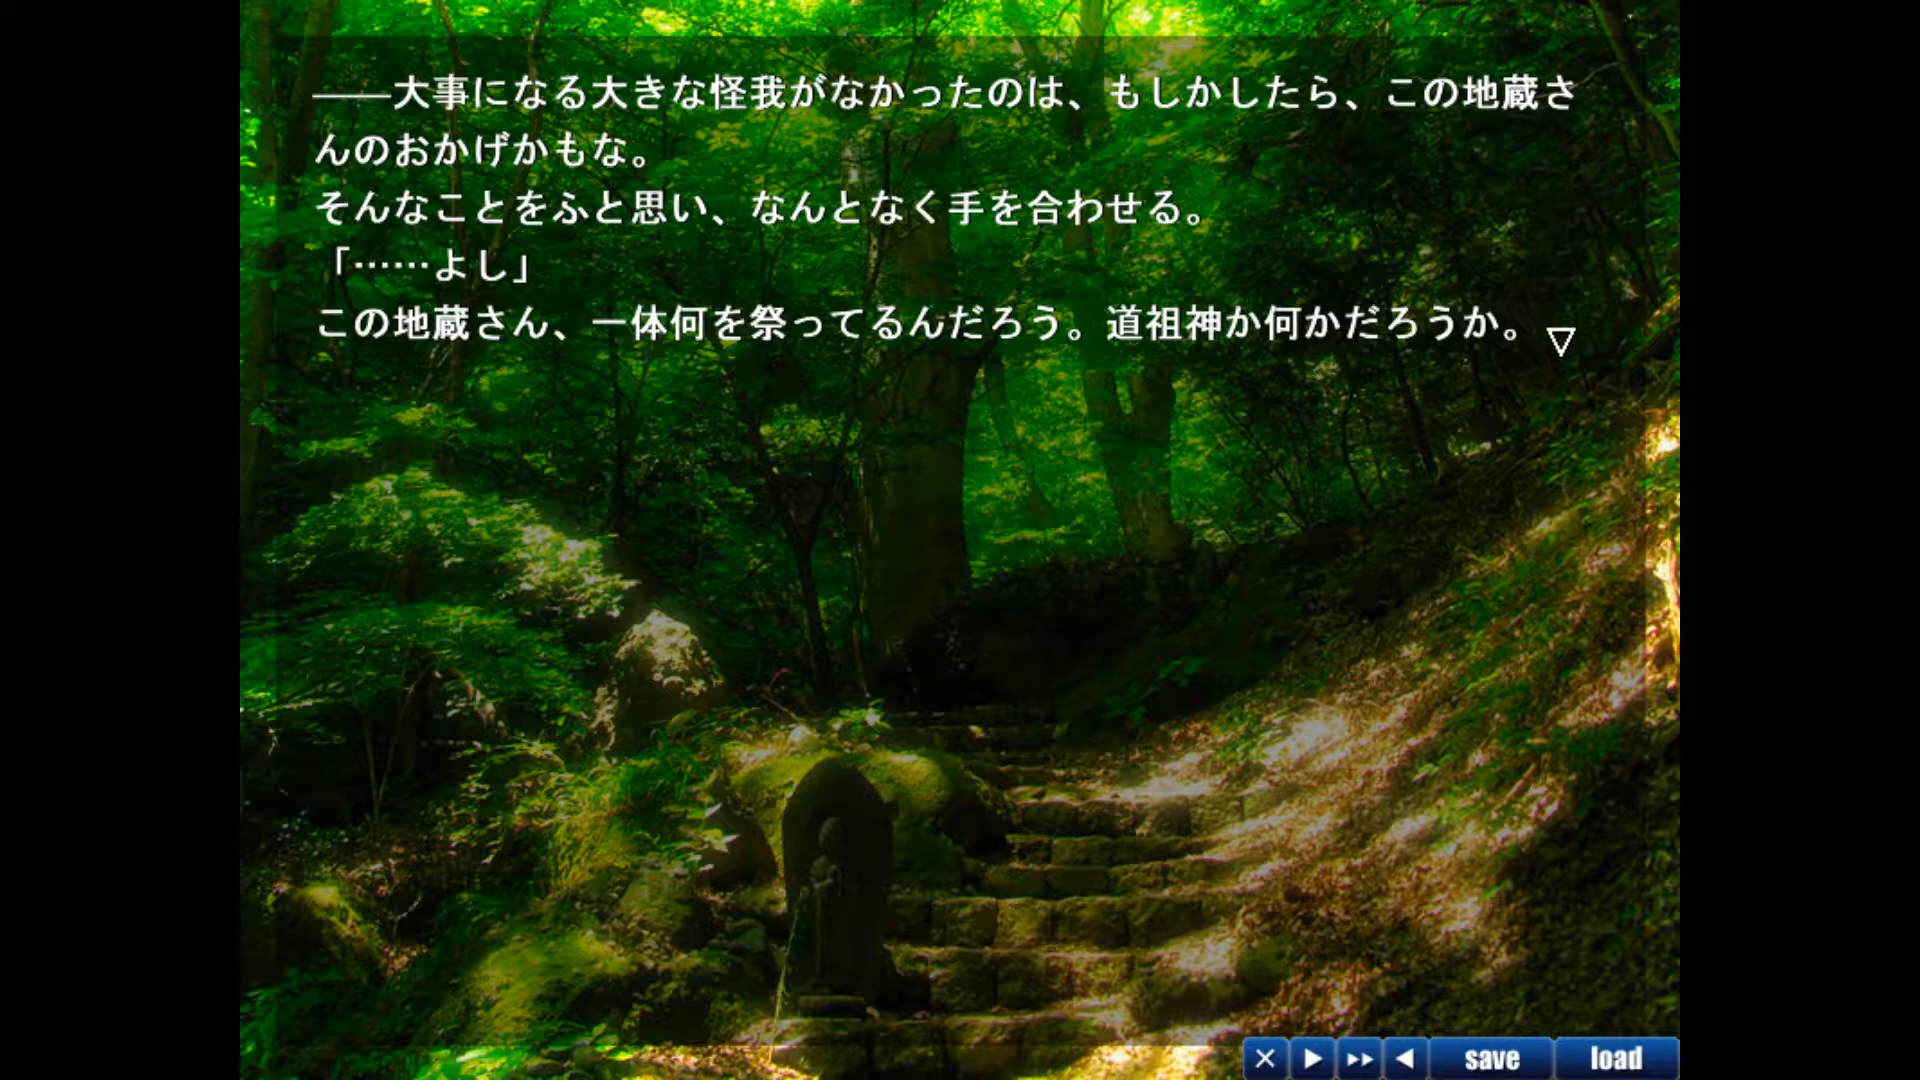 ――大事になる大きな怪我がなかったのは、もしかしたら、この地蔵さ
んのおかげかもな。
そんなことをふと思い、なんとなく手を合わせる。
「……よし」
この地蔵さん、一体何を祭ってるんだろう。道祖神か何かだろうか。
save load